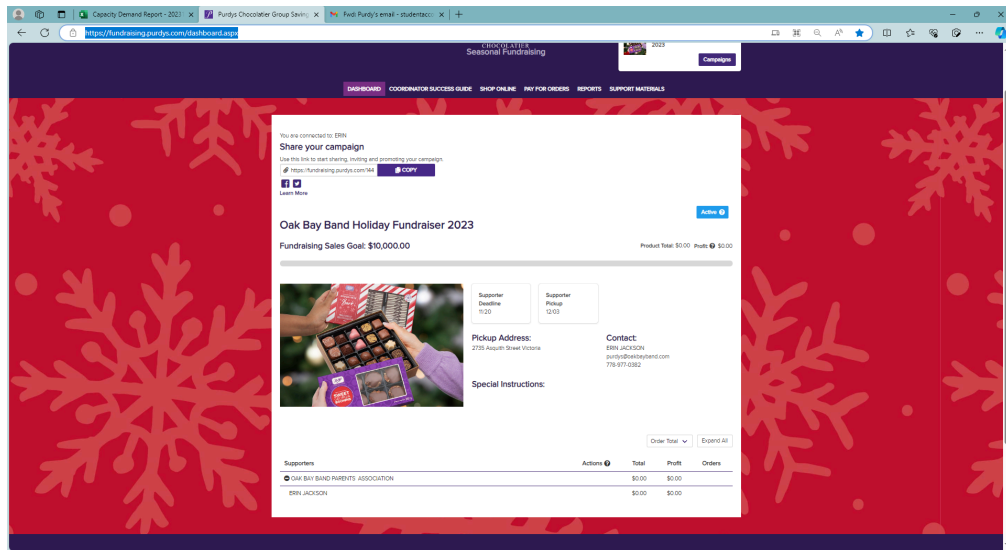 Capacity Demand Report - 2023
Purdys Chocolatier Group Saving
Fwd: Purdy's email - studentacco
https://fundraising.purdys.com/dashboard.aspx
CHOCOLATIER
Seasonal Fundraising
2023
Campaigns
DASHBOARD COORDINATOR SUCCESS GUIDE SHOP ONLINE PAY FOR ORDERS REPORTS SUPPORT MATERIALS
You are connected to: ERIN
Share your campaign
Use this link to start sharing, inviting and promoting your campaign.
https://fundraising.purdys.com/144 COPY
Learn More
Active
Oak Bay Band Holiday Fundraiser 2023
Fundraising Sales Goal: $10,000.00
Product Total: $0.00 Profit $0.00
Supporter
Deadline
11/20
Supporter
Pickup
12/03
Pickup Address:
2735 Asquith Street Victoria
Contact:
ERIN JACKSON
purdys@oakbayband.com
778-977-0382
Special Instructions:
Order Total Expand All
Supporters Actions Total Profit Orders
OAK BAY BAND PARENTS' ASSOCIATION $0.00 $0.00
ERIN JACKSON $0.00 $0.00